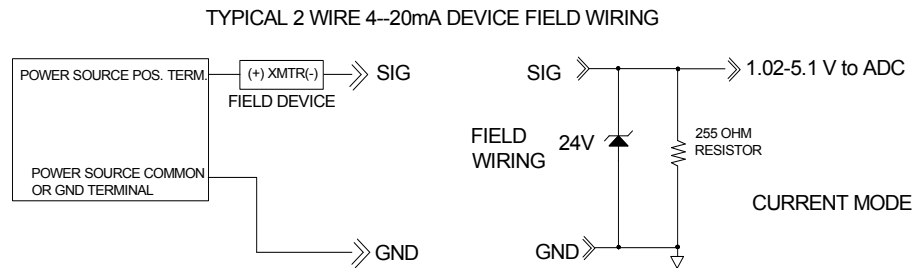 TYPICAL 2 WIRE 4--20mA DEVICE FIELD WIRING
POWER SOURCE POS. TERM.
(+) XMTR(-)
SIG
FIELD DEVICE
POWER SOURCE COMMON
OR GND TERMINAL
GND
SIG
1.02-5.1 V to ADC
FIELD
WIRING
24V
255 OHM
RESISTOR
CURRENT MODE
GND